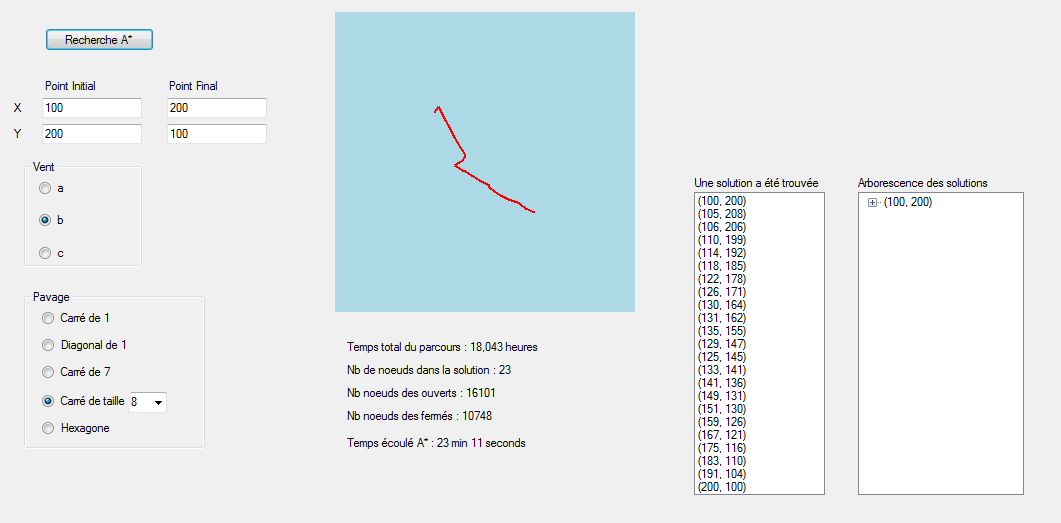 Recherche A*
Point Initial Point Final
X 100 200
Y 200 100
Vent
a
b
c
Pavage
Carré de 1
Diagonal de 1
Carré de 7
Carré de taille 8
Hexagone
Temps total du parcours : 18,043 heures
Nb de noeuds dans la solution : 23
Nb noeuds des ouverts : 16101
Nb noeuds des fermés : 10748
Temps écoulé A* : 23 min 11 seconds
Une solution a été trouvée
(100, 200)
(105, 208)
(106, 206)
(110, 199)
(114, 192)
(118, 185)
(122, 178)
(126, 171)
(130, 164)
(131, 162)
(135, 155)
(129, 147)
(125, 145)
(133, 141)
(141, 136)
(149, 131)
(151, 130)
(159, 126)
(167, 121)
(175, 116)
(183, 110)
(191, 104)
(200, 100)
Arborescence des solutions
(100, 200)